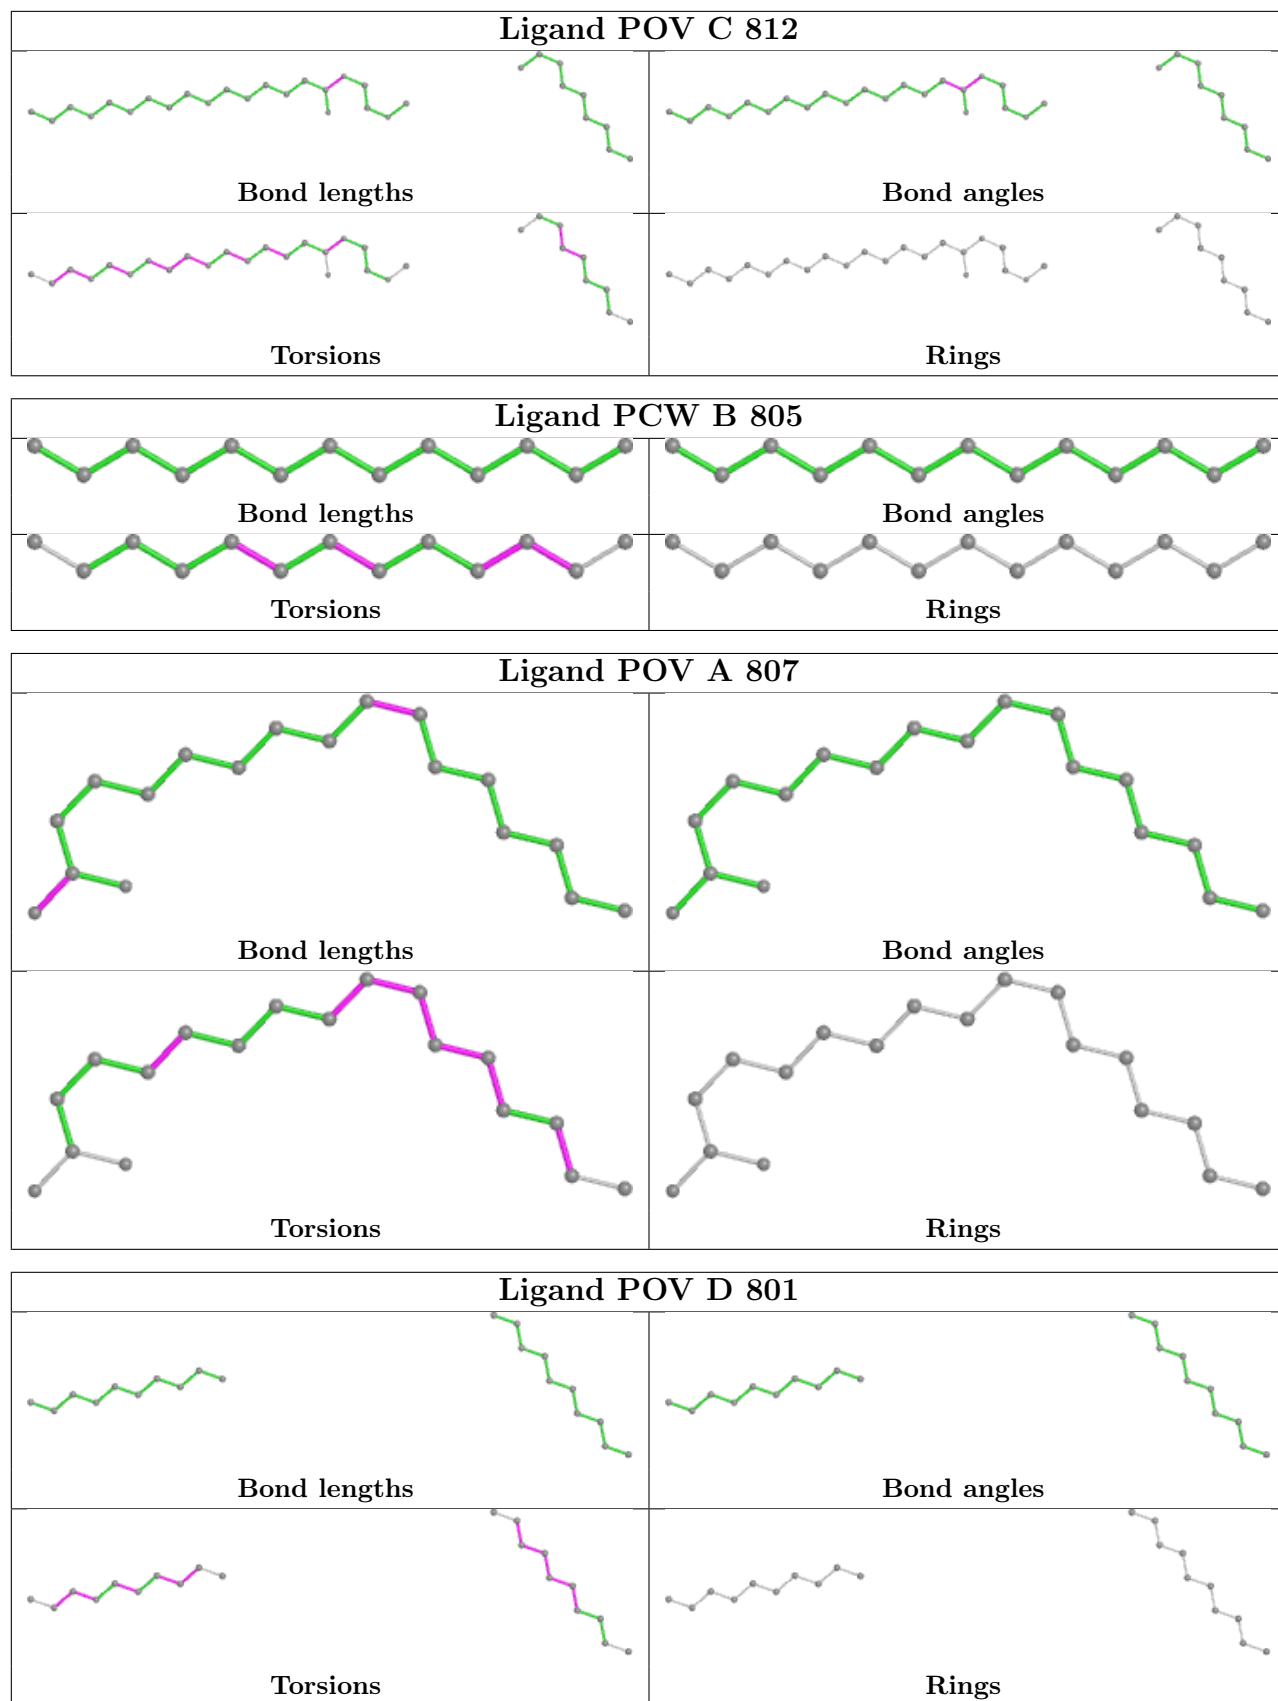 Ligand POV C 812
Bond lengths Bond angles
Torsions Rings
Ligand PCW B 805
Bond lengths Bond angles
Torsions Rings
Ligand POV A 807
Bond lengths Bond angles
Torsions Rings
Ligand POV D 801
Bond lengths Bond angles
Torsions Rings